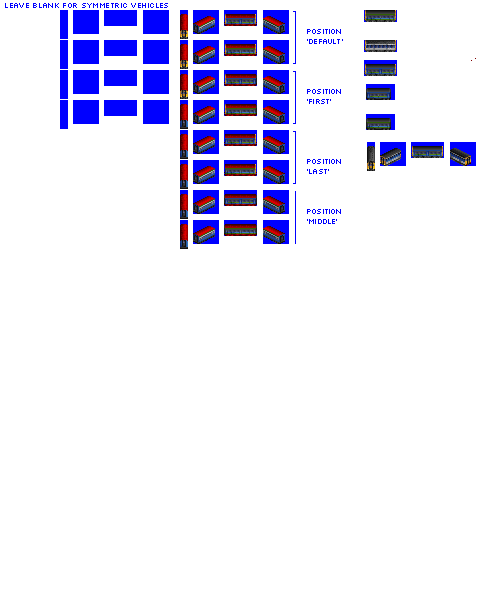 LEAVE BLANK FOR SYMMETRIC VEHICLES
POSITION
'DEFAULT'
POSITION
'FIRST'
POSITION
'LAST'
POSITION
'MIDDLE'